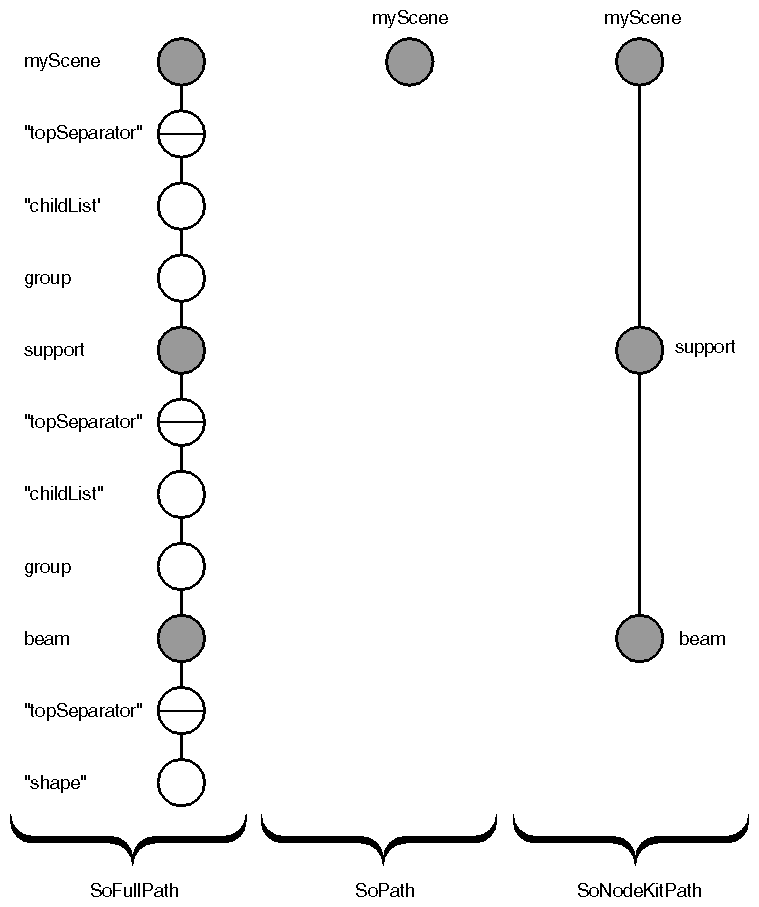 myScene
myScene
myScene
"topSeparator"
"childList'
group
support
support
"topSeparator"
"childList"
group
beam
beam
"topSeparator"
"shape"
SoFullPath
SoPath
SoNodeKitPath